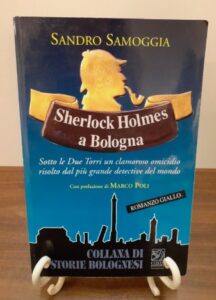 SANDRO SAMOGGIA
Sherlock Holmes
a Bologna
Sotto le Due Torri un clamoroso omicidio
risolto dal più grande detective del mondo
Con prefazione di MARCO POLI
ROMANZO GIALLO
COLLANA DI
STORIE BOLOGNESI